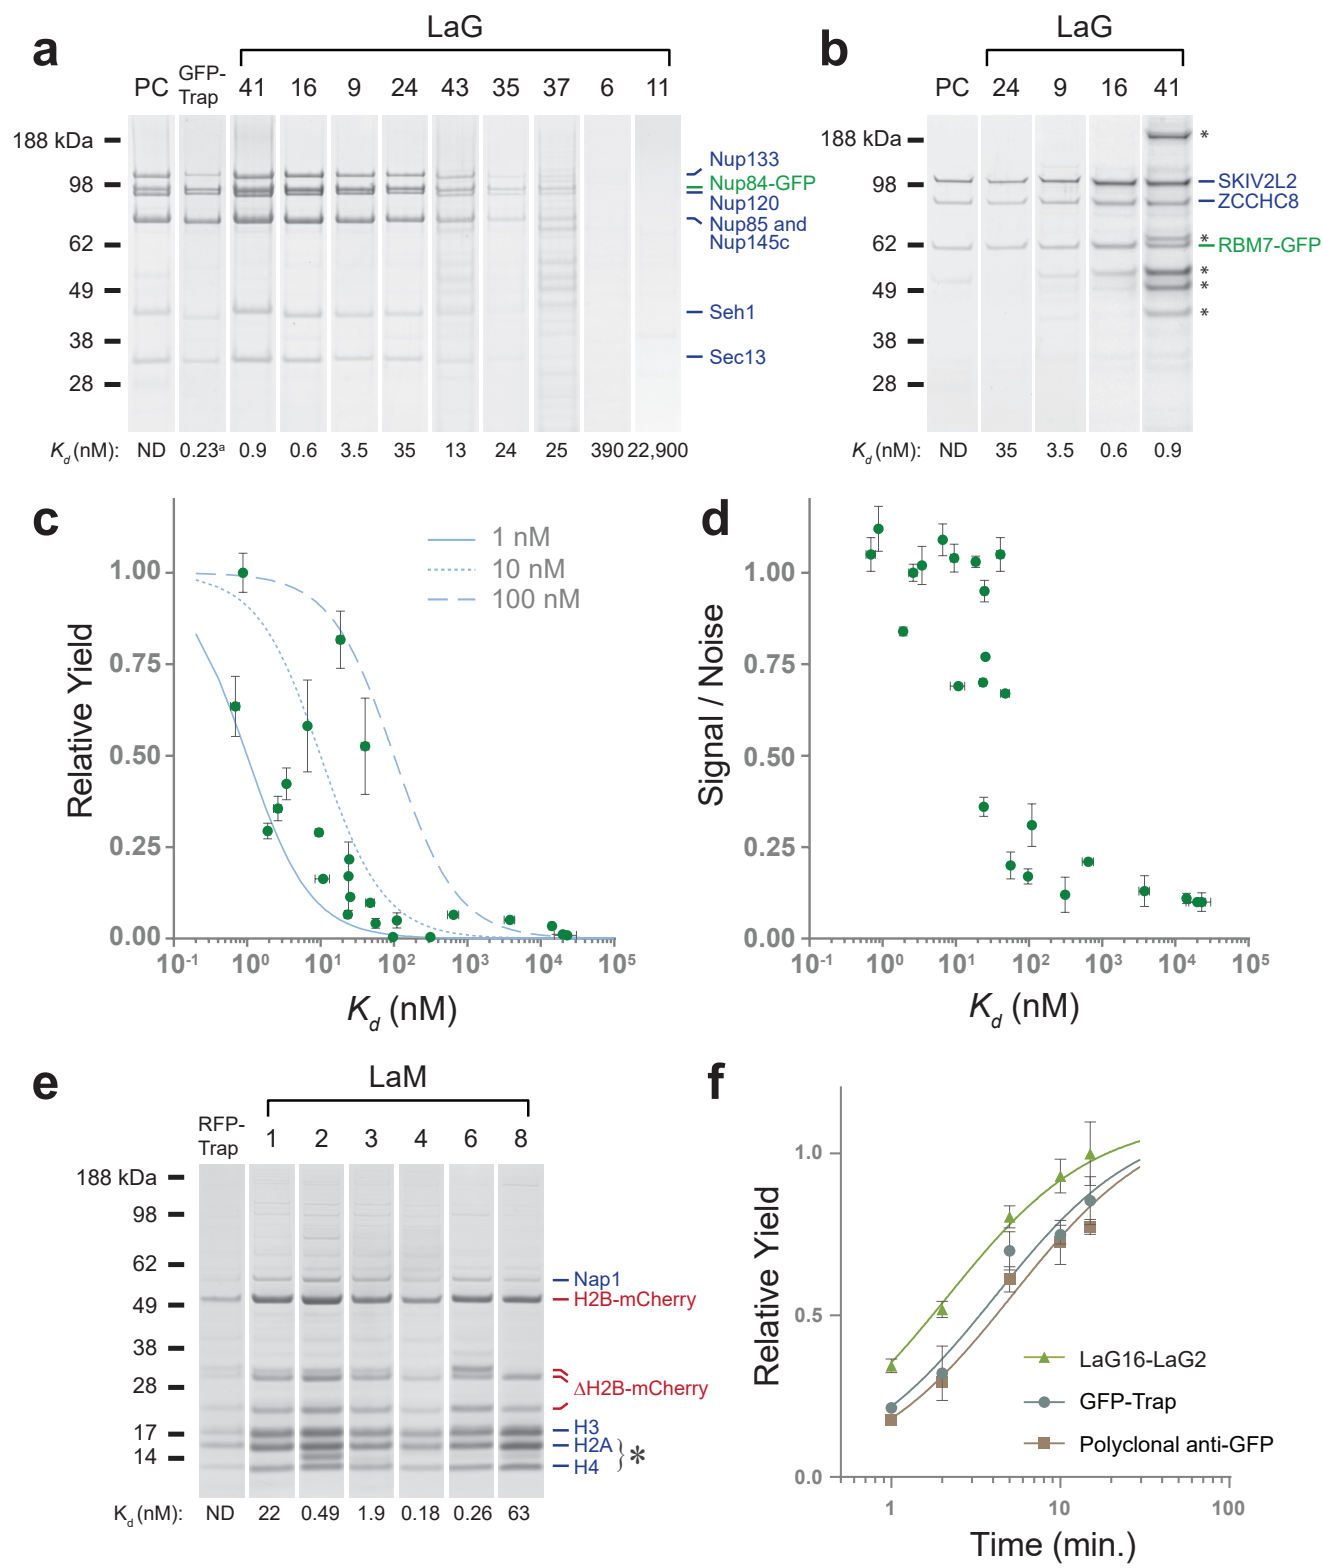 a
LaG
PC GFP-Trap 41 16 9 24 43 35 37 6 11
188 kDa
98
62
49
38
28
Nup133
Nup84-GFP
Nup120
Nup85 and
Nup145c
Seh1
Sec13
Kd (nM): ND 0.23a 0.9 0.6 3.5 35 13 24 25 390 22,900
b
LaG
PC 24 9 16 41
188 kDa
98
62
49
38
28
*
SKIV2L2
ZCCHC8
*
RBM7-GFP
*
*
*
Kd (nM): ND 35 3.5 0.6 0.9
c
1 nM
10 nM
100 nM
Relative Yield
1.00
0.75
0.50
0.25
0.00
10-1 100 101 102 103 104 105
Kd (nM)
d
Signal / Noise
1.00
0.75
0.50
0.25
0.00
10-1 100 101 102 103 104 105
Kd (nM)
e
LaM
RFP-Trap 1 2 3 4 6 8
188 kDa
98
62
49
38
28
17
14
Nap1
H2B-mCherry
ΔH2B-mCherry
H3
H2A
H4
}*
Kd (nM): ND 22 0.49 1.9 0.18 0.26 63
f
Relative Yield
1.0
0.5
0.0
LaG16-LaG2
GFP-Trap
Polyclonal anti-GFP
1 10 100
Time (min.)